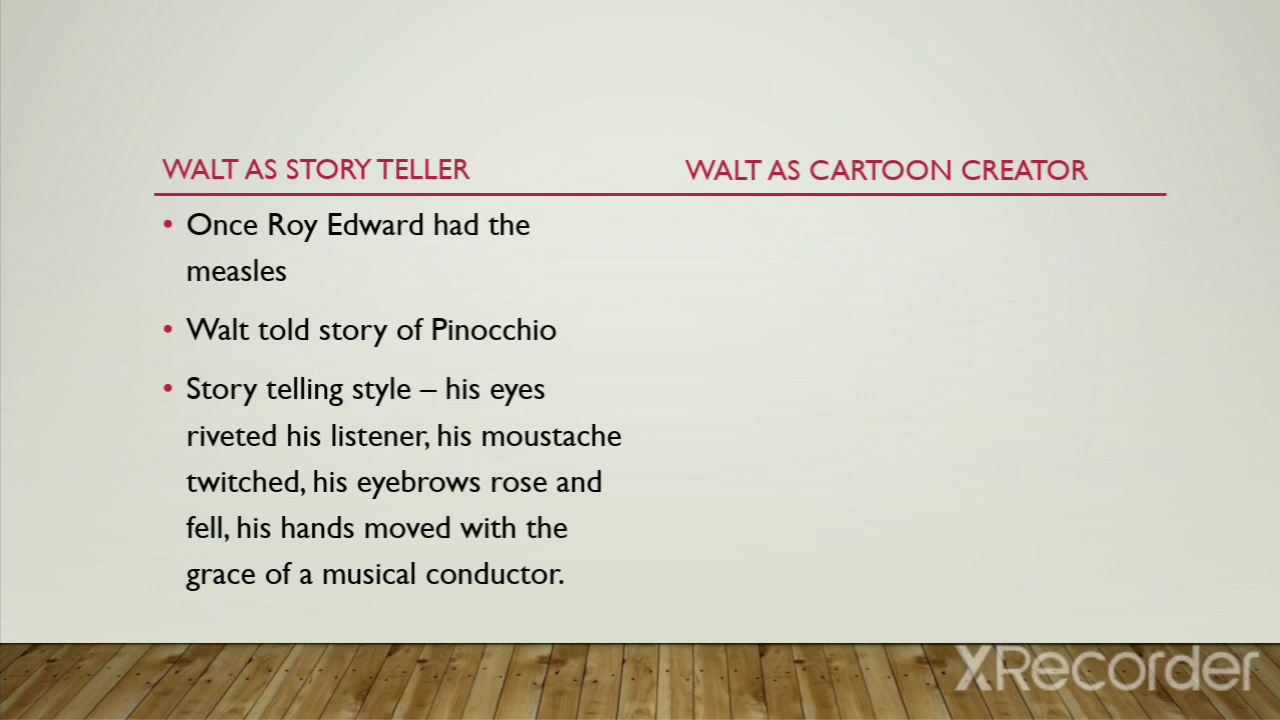 WALT AS STORY TELLER
• Once Roy Edward had the
measles
• Walt told story of Pinocchio
• Story telling style – his eyes
riveted his listener, his moustache
twitched, his eyebrows rose and
fell, his hands moved with the
grace of a musical conductor.
WALT AS CARTOON CREATOR
XRecorder